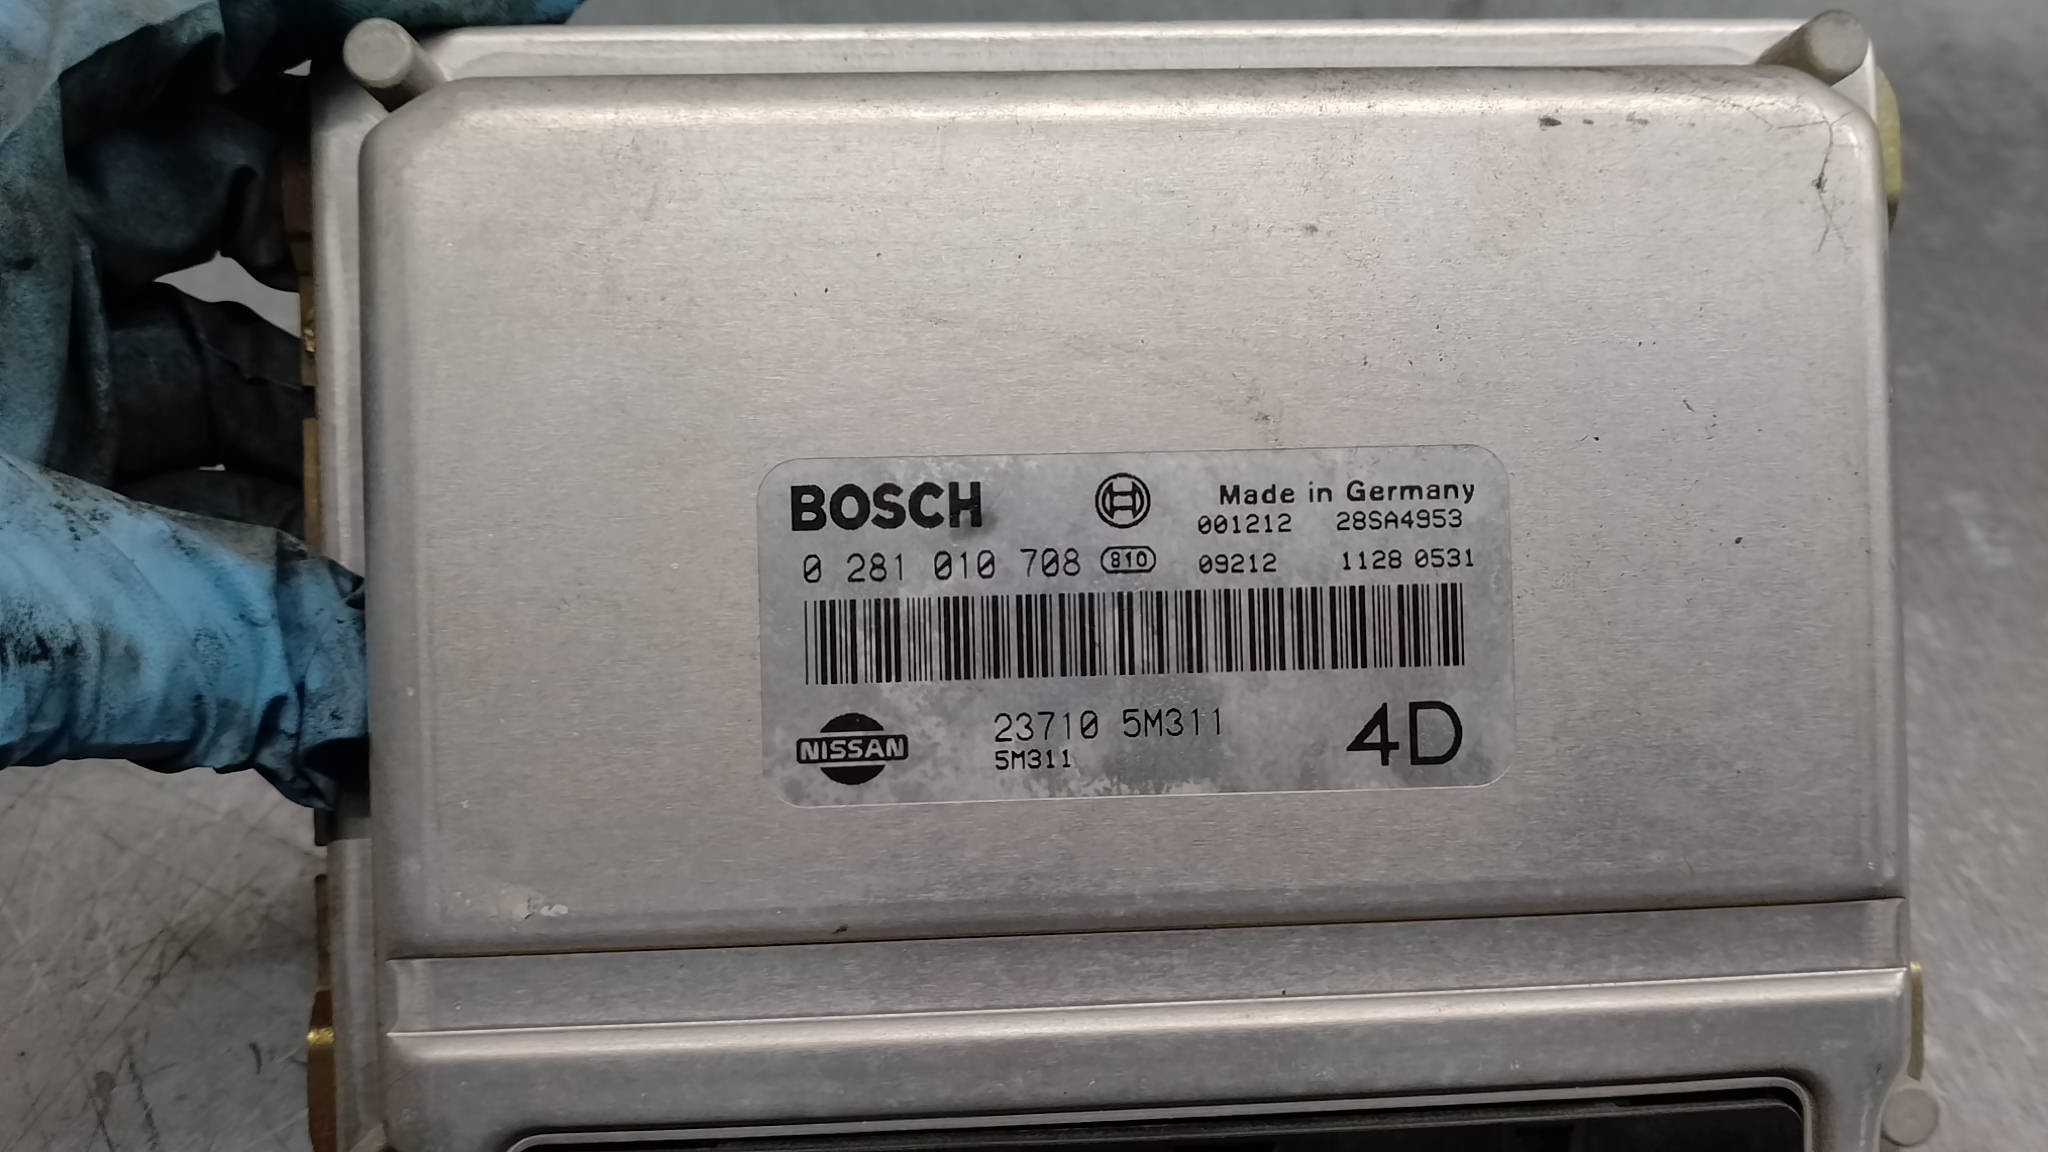 BOSCH
Made in Germany
001212 28SA4953
0 281 010 708 810 09212 1128 0531
NISSAN
23710 5M311
5M311
4D